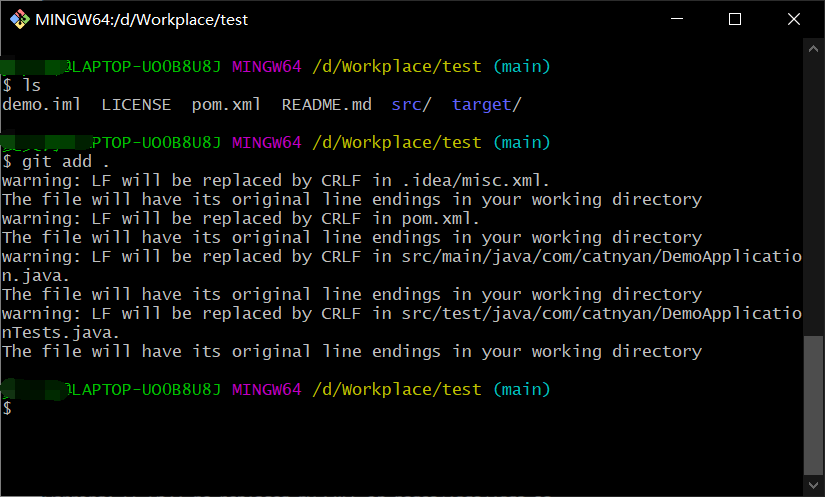 MINGW64:/d/Workplace/test
@LAPTOP-UO0B8U8J MINGW64 /d/Workplace/test (main)
$ ls
demo.iml  LICENSE  pom.xml  README.md  src/  target/
PTOP-UO0B8U8J MINGW64 /d/Workplace/test (main)
$ git add .
warning: LF will be replaced by CRLF in .idea/misc.xml.
The file will have its original line endings in your working directory
warning: LF will be replaced by CRLF in pom.xml.
The file will have its original line endings in your working directory
warning: LF will be replaced by CRLF in src/main/java/com/catnyan/DemoApplicatio
n.java.
The file will have its original line endings in your working directory
warning: LF will be replaced by CRLF in src/test/java/com/catnyan/DemoApplicatio
nTests.java.
The file will have its original line endings in your working directory
@LAPTOP-UO0B8U8J MINGW64 /d/Workplace/test (main)
$